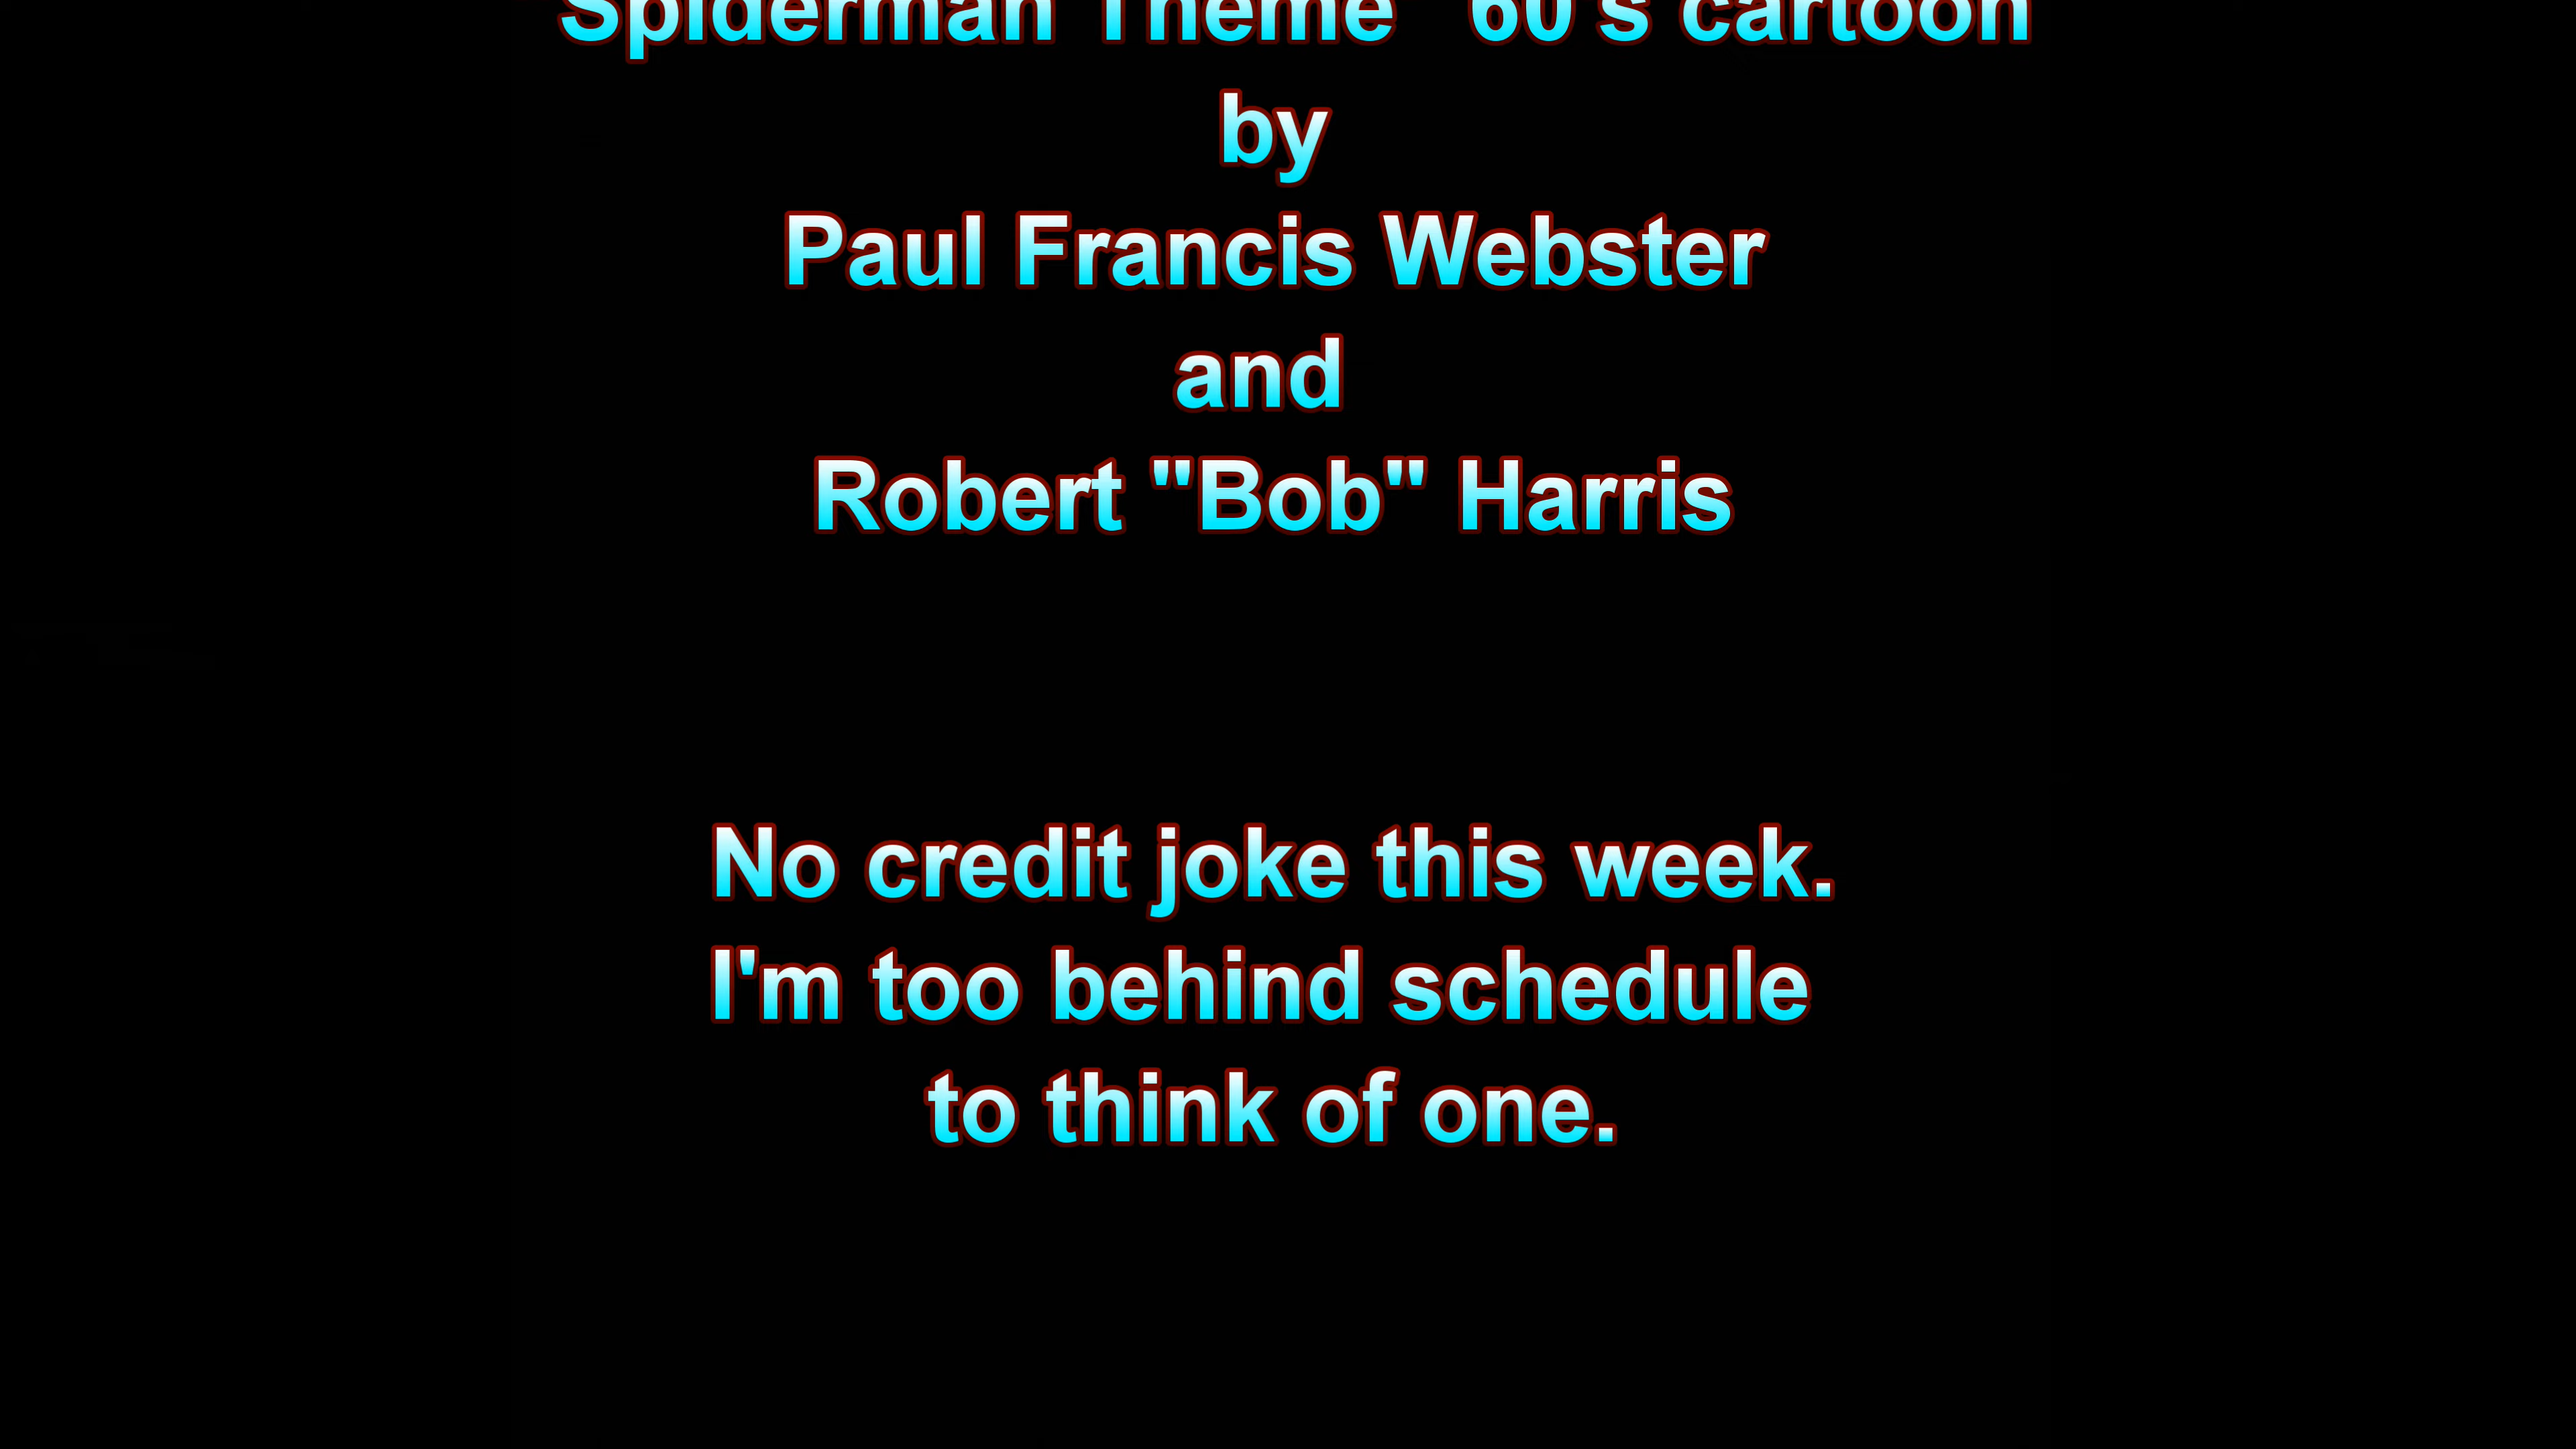 Spiderman Theme" 60's cartoon
by
Paul Francis Webster
and
Robert "Bob" Harris
No credit joke this week.
I'm too behind schedule
to think of one.